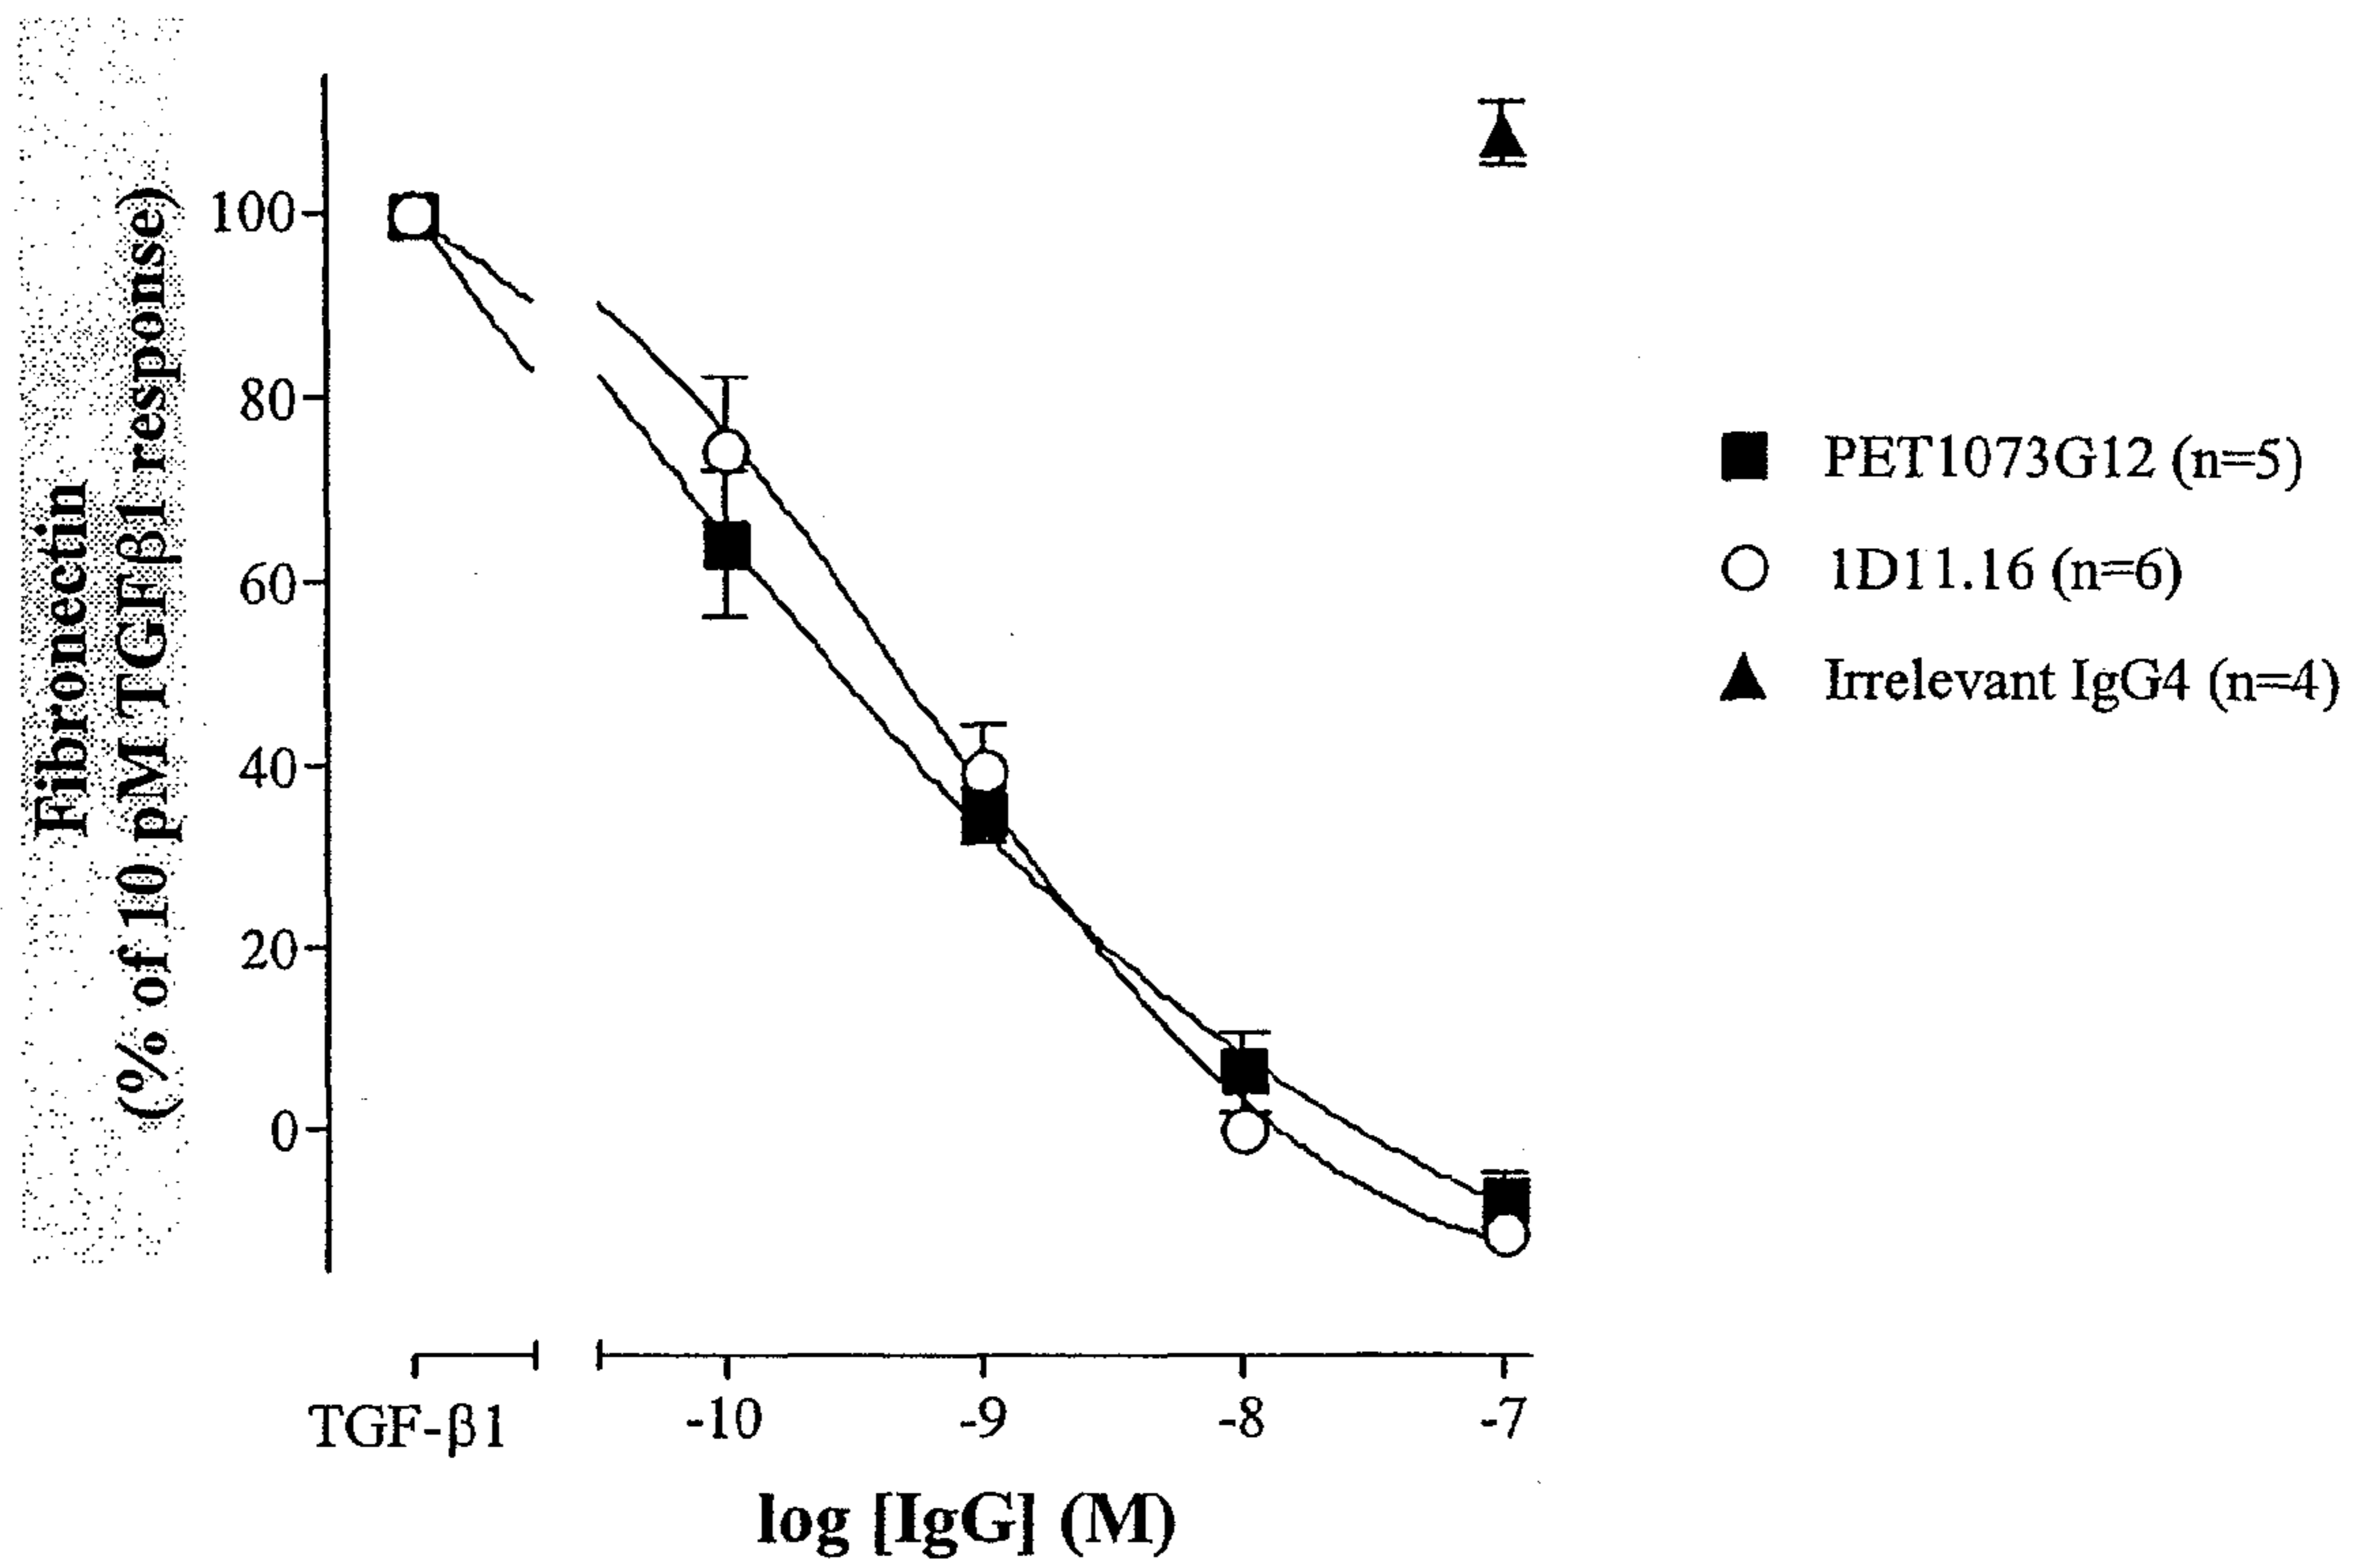 Fibronectin
(% of 10 pM TGFβ1 response)
100
80
60
40
20
0
TGF-β1
-10
-9
-8
-7
log [IgG] (M)
PET1073G12 (n=5)
1D11.16 (n=6)
Irrelevant IgG4 (n=4)